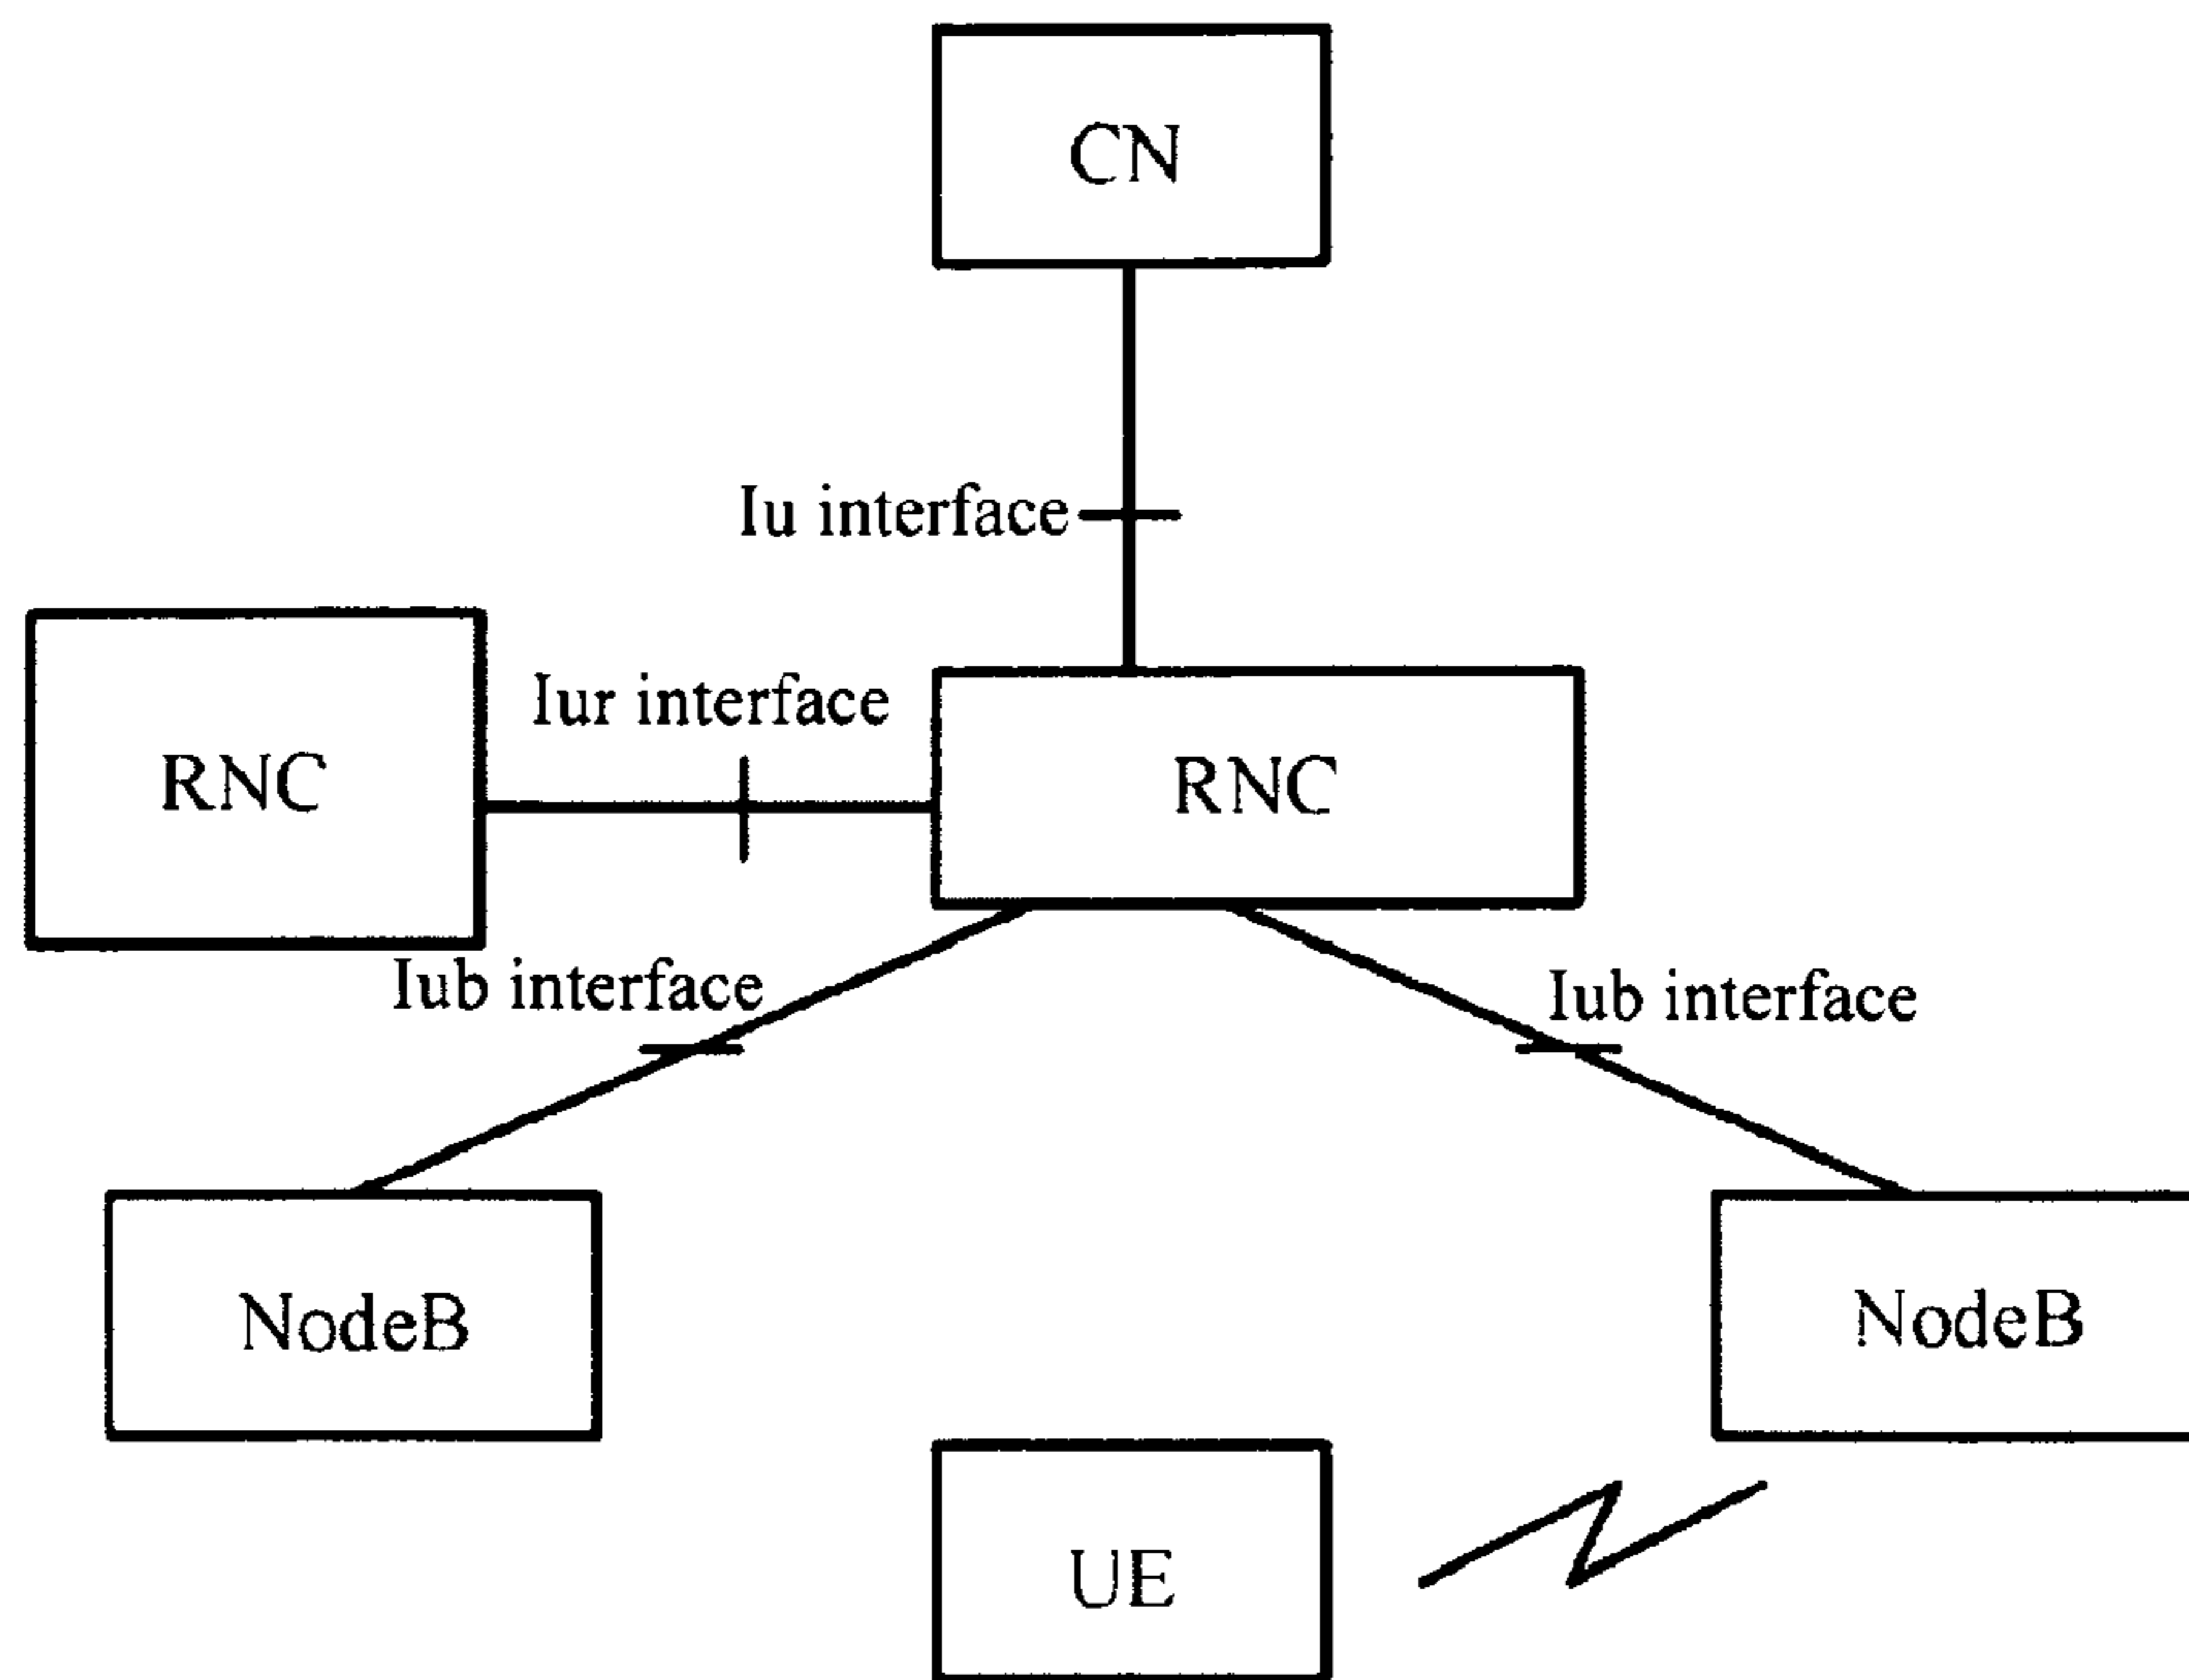 CN
Iu interface
Iur interface
RNC
RNC
Iub interface
Iub interface
NodeB
NodeB
UE